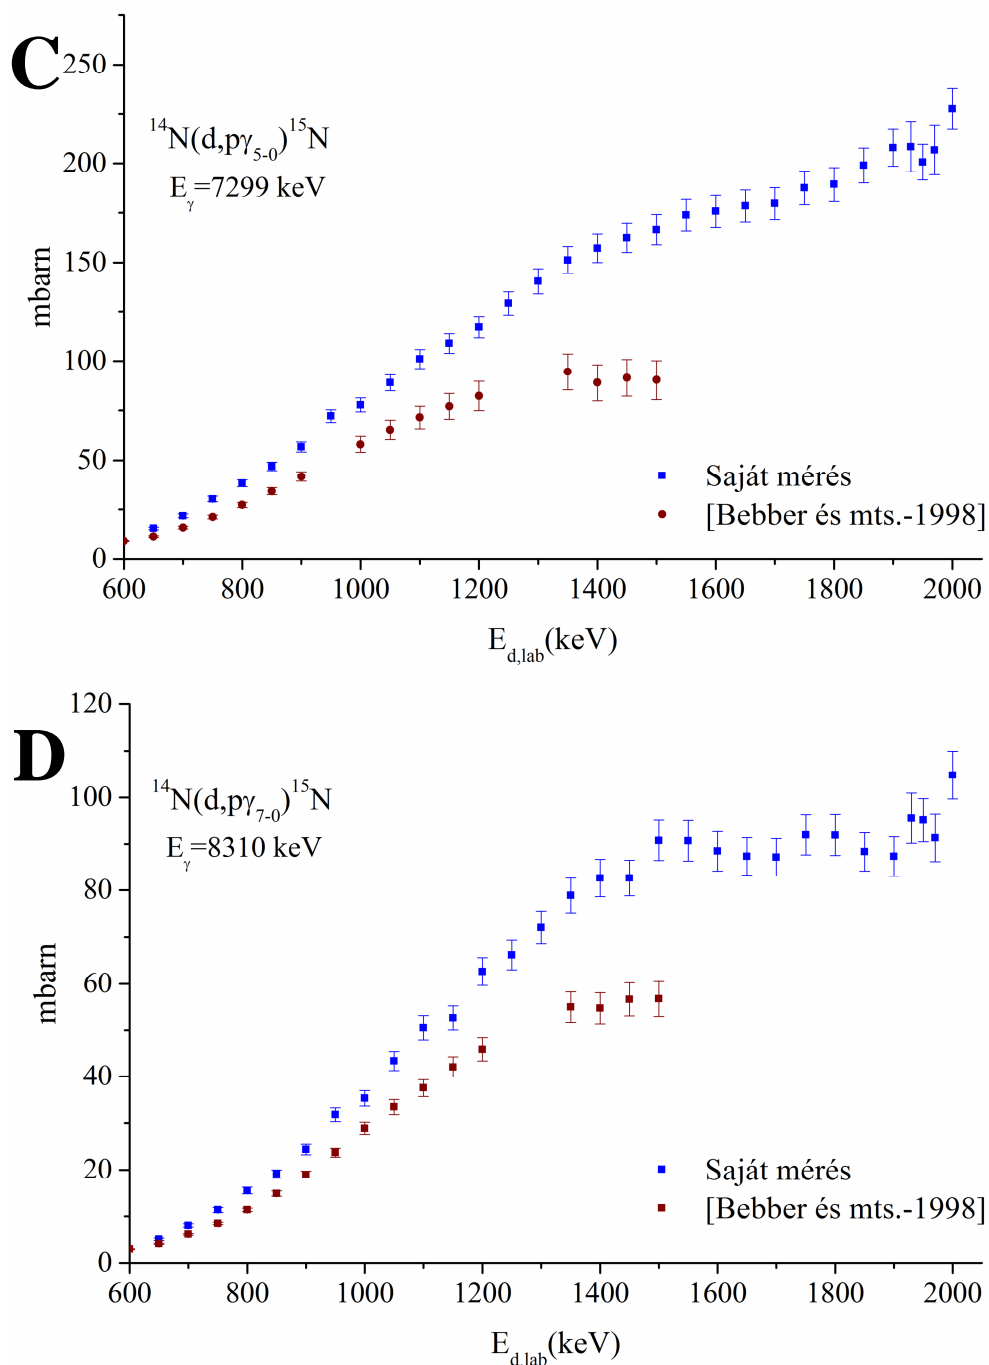 C
250
200
150
100
50
0
mbarn
¹⁴N(d,pγ₅₋₀)¹⁵N
Eᵧ=7299 keV
Saját mérés
[Bebber és mts.-1998]
600 800 1000 1200 1400 1600 1800 2000
E_d,lab(keV)
D
120
100
80
60
40
20
0
mbarn
¹⁴N(d,pγ₇₋₀)¹⁵N
Eᵧ=8310 keV
Saját mérés
[Bebber és mts.-1998]
600 800 1000 1200 1400 1600 1800 2000
E_d,lab(keV)